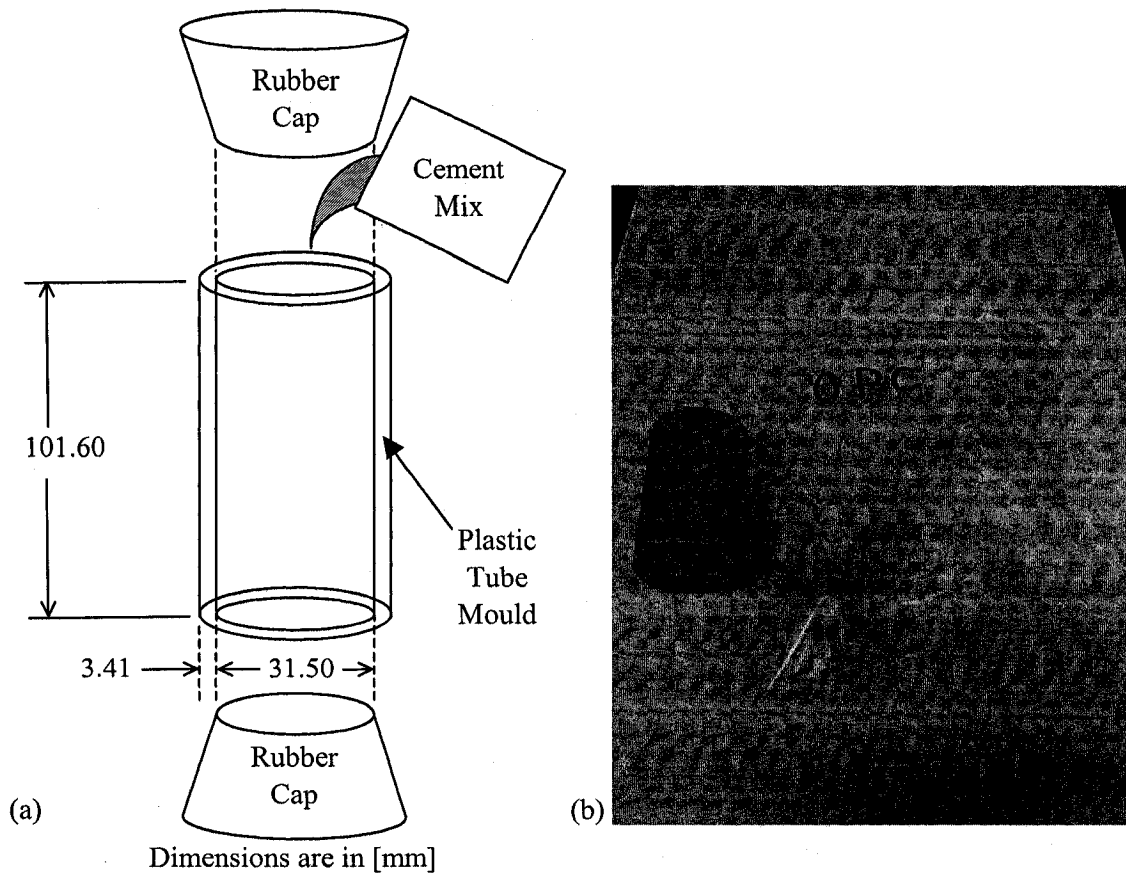 Rubber
Cap
Cement
Mix
101.60
Plastic
Tube
Mould
3.41
31.50
Rubber
Cap
(a)
(b)
Dimensions are in [mm]